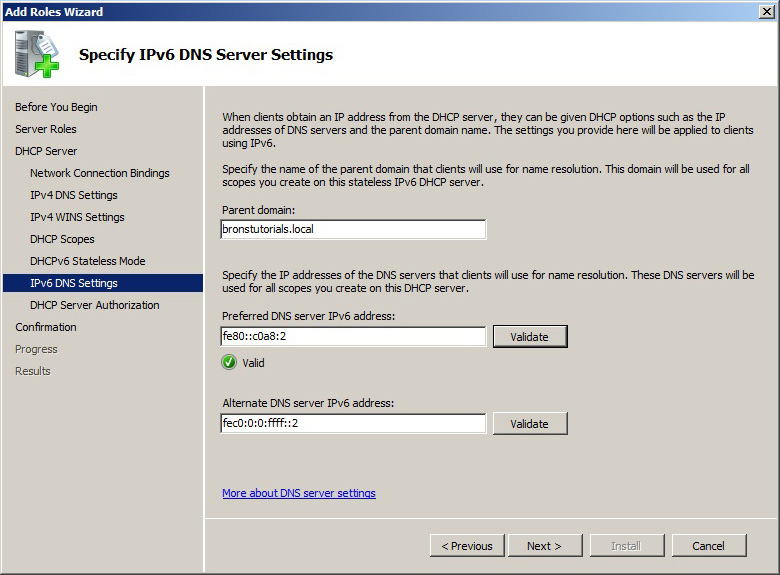 Add Roles Wizard
Specify IPv6 DNS Server Settings
Before You Begin
Server Roles
DHCP Server
Network Connection Bindings
IPv4 DNS Settings
IPv4 WINS Settings
DHCP Scopes
DHCPv6 Stateless Mode
IPv6 DNS Settings
DHCP Server Authorization
Confirmation
Progress
Results
When clients obtain an IP address from the DHCP server, they can be given DHCP options such as the IP
addresses of DNS servers and the parent domain name. The settings you provide here will be applied to clients
using IPv6.
Specify the name of the parent domain that clients will use for name resolution. This domain will be used for all
scopes you create on this stateless IPv6 DHCP server.
Parent domain:
bronstutorials.local
Specify the IP addresses of the DNS servers that clients will use for name resolution. These DNS servers will be
used for all scopes you create on this DHCP server.
Preferred DNS server IPv6 address:
fe80::c0a8:2
Validate
Valid
Alternate DNS server IPv6 address:
fec0:0:0:ffff::2
Validate
More about DNS server settings
< Previous
Next >
Install
Cancel